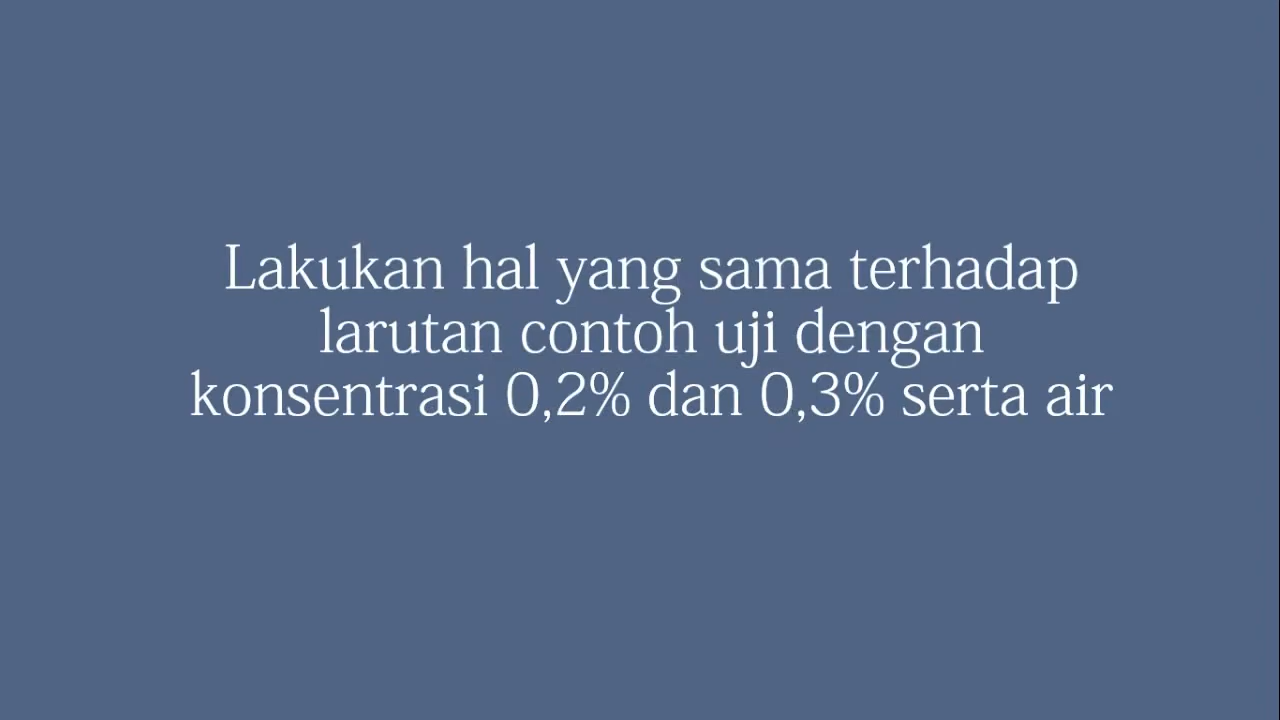 Lakukan hal yang sama terhadap
larutan contoh uji dengan
konsentrasi 0,2% dan 0,3% serta air